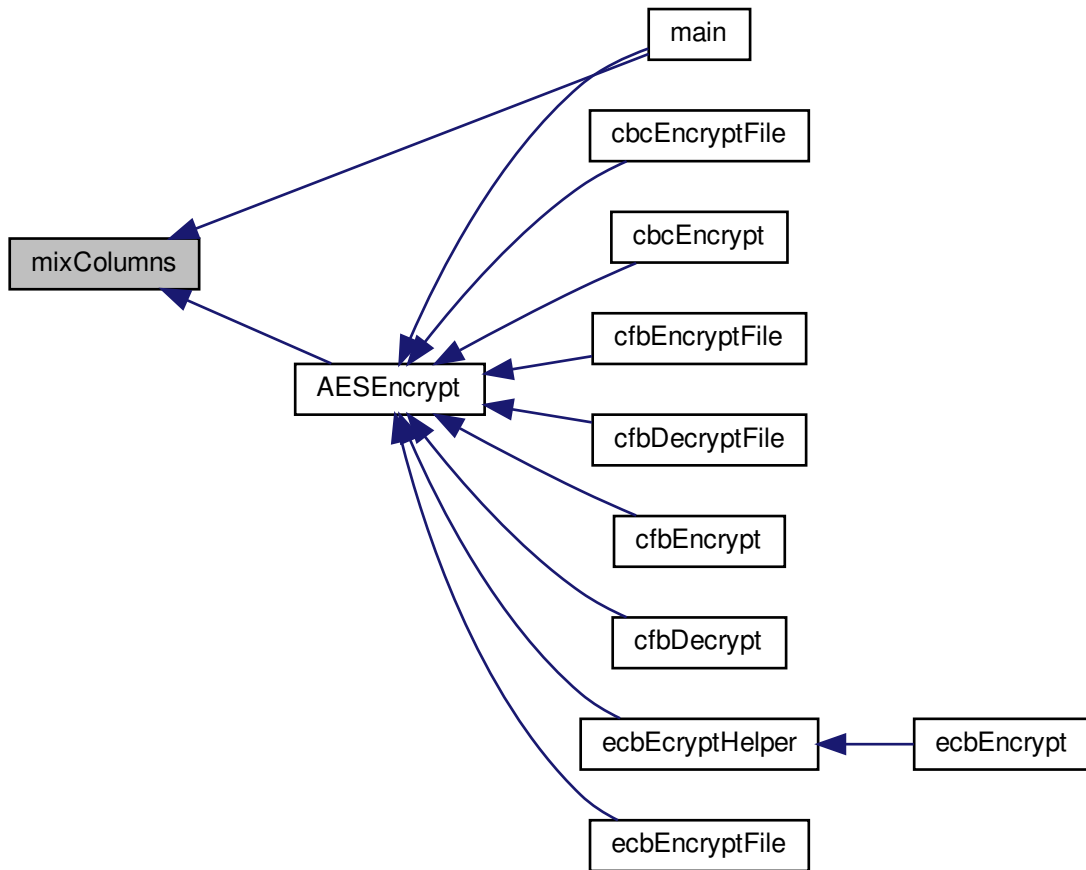 main
cbcEncryptFile
cbcEncrypt
mixColumns
cfbEncryptFile
AESEncrypt
cfbDecryptFile
cfbEncrypt
cfbDecrypt
ecbEcryptHelper
ecbEncrypt
ecbEncryptFile